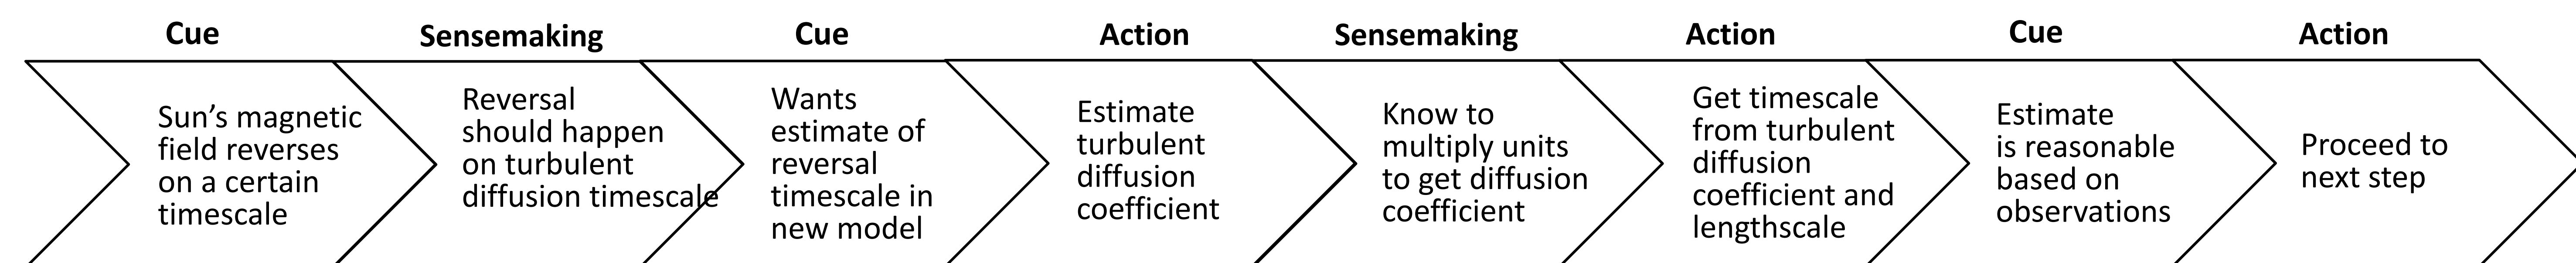 Cue
Sensemaking
Cue
Action
Sensemaking
Action
Cue
Action
Sun’s magnetic
field reverses
on a certain
timescale
Reversal
should happen
on turbulent
diffusion timescale
Wants
estimate of
reversal
timescale in
new model
Estimate
turbulent
diffusion
coefficient
Know to
multiply units
to get diffusion
coefficient
Get timescale
from turbulent
diffusion
coefficient and
lengthscale
Estimate
is reasonable
based on
observations
Proceed to
next step